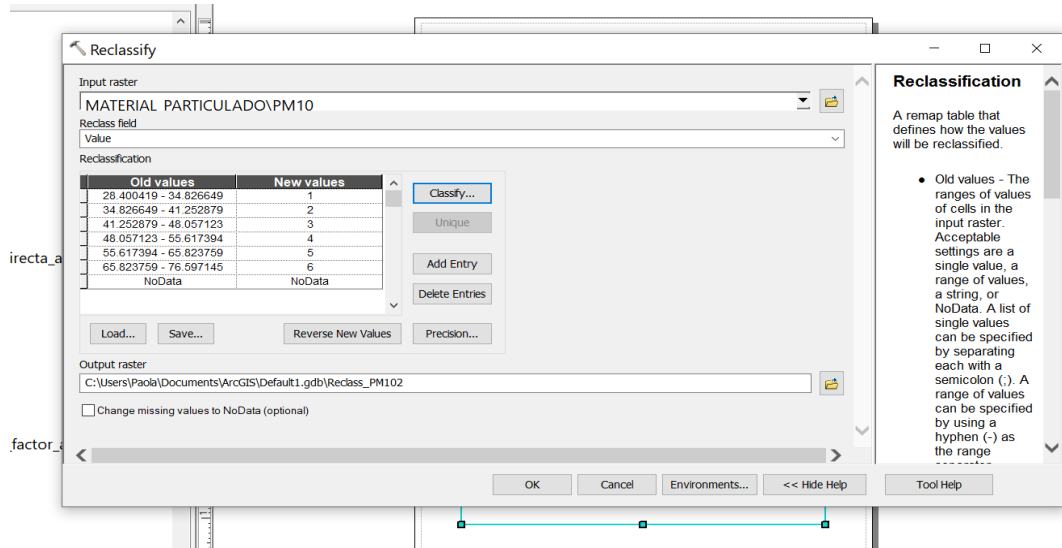 Reclassify
Input raster
MATERIAL PARTICULADO\PM10
Reclass field
Value
Reclassification
Old values New values
28.400419 - 34.826649 1
34.826649 - 41.252879 2
41.252879 - 48.057123 3
48.057123 - 55.617394 4
55.617394 - 65.823759 5
65.823759 - 76.597145 6
NoData NoData
Classify...
Unique
Add Entry
Delete Entries
Load... Save... Reverse New Values Precision...
Output raster
C:\Users\Paola\Documents\ArcGIS\Default1.gdb\Reclass_PM102
Change missing values to NoData (optional)
OK Cancel Environments... << Hide Help Tool Help
Reclassification
A remap table that
defines how the values
will be reclassified.
• Old values - The
ranges of values
of cells in the
input raster.
Acceptable
settings are a
single value, a
range of values,
a string, or
NoData. A list of
single values
can be specified
by separating
each with a
semicolon (;). A
range of values
can be specified
by using a
hyphen (-) as
the range
irecta_a
_factor_a